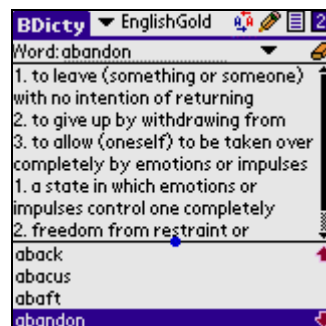 BDicty EnglishGold 2
Word: abandon
1. to leave (something or someone)
with no intention of returning
2. to give up by withdrawing from
3. to allow (oneself) to be taken over
completely by emotions or impulses
1. a state in which emotions or
impulses control one completely
2. freedom from restraint or
aback
abacus
abaft
abandon